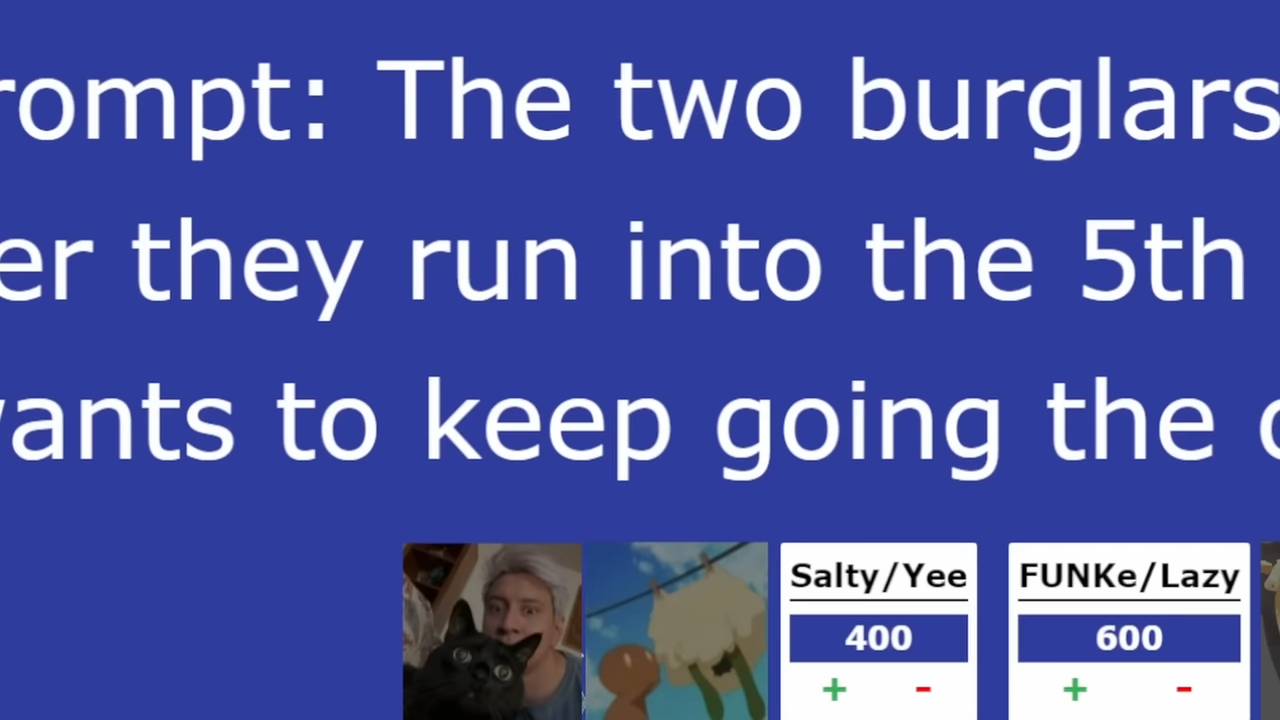 rompt: The two burglars
er they run into the 5th
wants to keep going the
Salty/Yee
FUNKe/Lazy
400
600
+ -
+ -